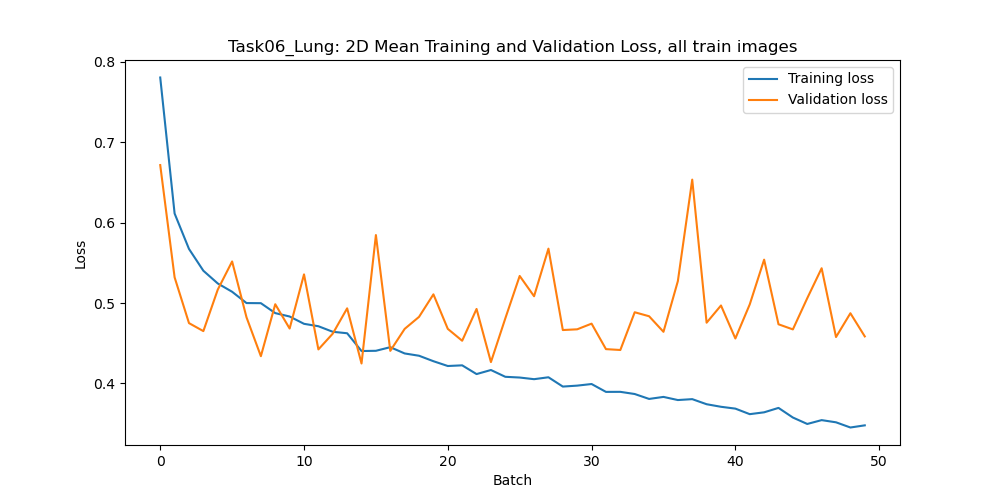 Task06_Lung: 2D Mean Training and Validation Loss, all train images
Training loss
Validation loss
0.8
0.7
0.6
0.5
0.4
Loss
0 10 20 30 40 50
Batch